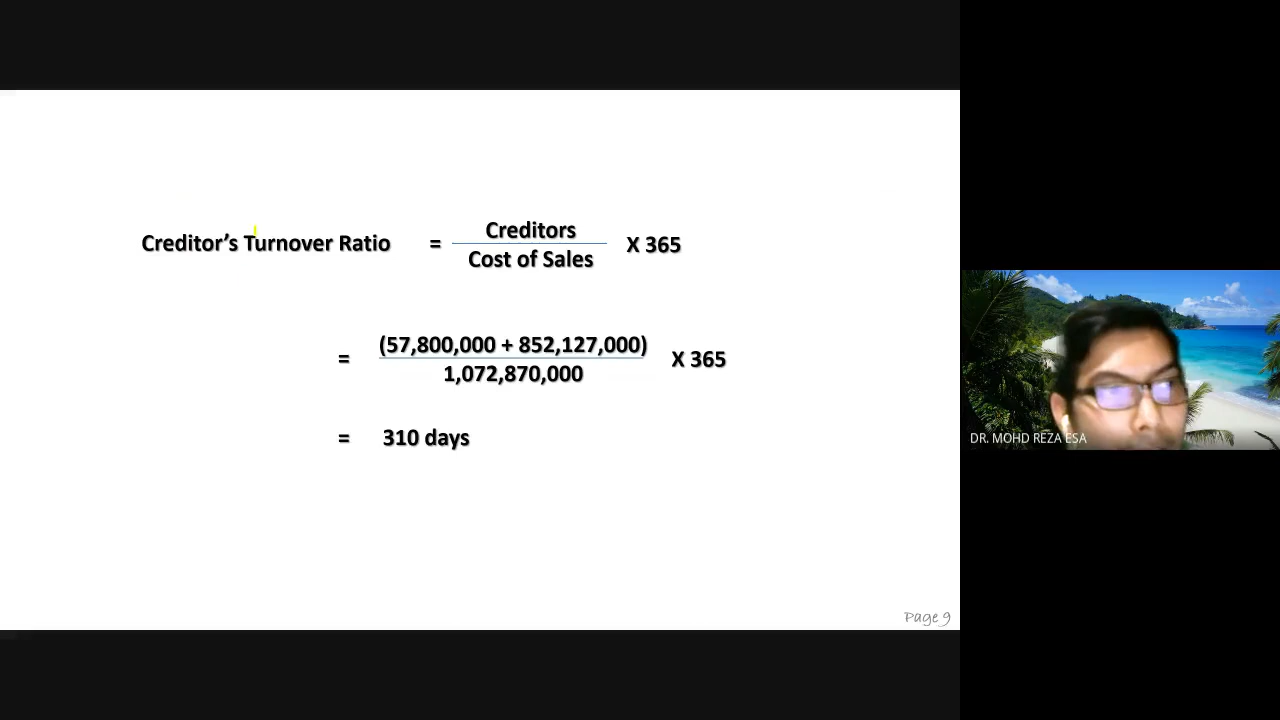 Creditor’s Turnover Ratio = Creditors X 365
Cost of Sales
= (57,800,000 + 852,127,000) X 365
1,072,870,000
= 310 days
Page 9
DR. MOHD REZA ESA